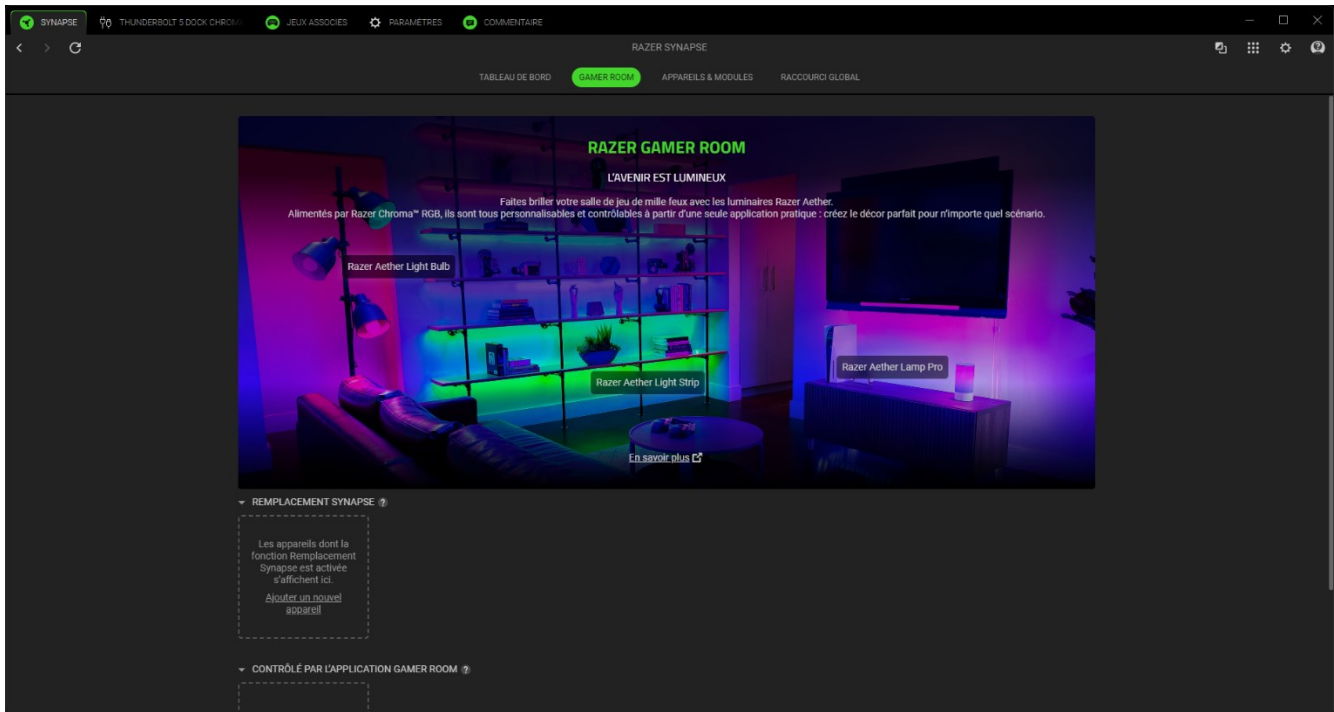 SYNAPSE
THUNDERBOLT 5 DOCK CHROM
JEUX ASSOCIES
PARAMETRES
COMMENTAIRE
RAZER SYNAPSE
TABLEAU DE BORD
GAMER ROOM
APPAREILS & MODULES
RACCOURCI GLOBAL
RAZER GAMER ROOM
L'AVENIR EST LUMINEUX
Faites briller votre salle de jeu de mille feux avec les luminaires Razer Aether.
Alimentés par Razer Chroma™ RGB, ils sont tous personnalisables et contrôlables à partir d'une seule application pratique : créez le décor parfait pour n'importe quel scénario.
Razer Aether Light Bulb
Razer Aether Lamp Pro
Razer Aether Light Strip
En savoir plus
REMPLACEMENT SYNAPSE ?
Les appareils dont la
fonction Remplacement
Synapse est activée
s'affichent ici.
Ajouter un nouvel
appareil
CONTRÔLÉ PAR L'APPLICATION GAMER ROOM ?